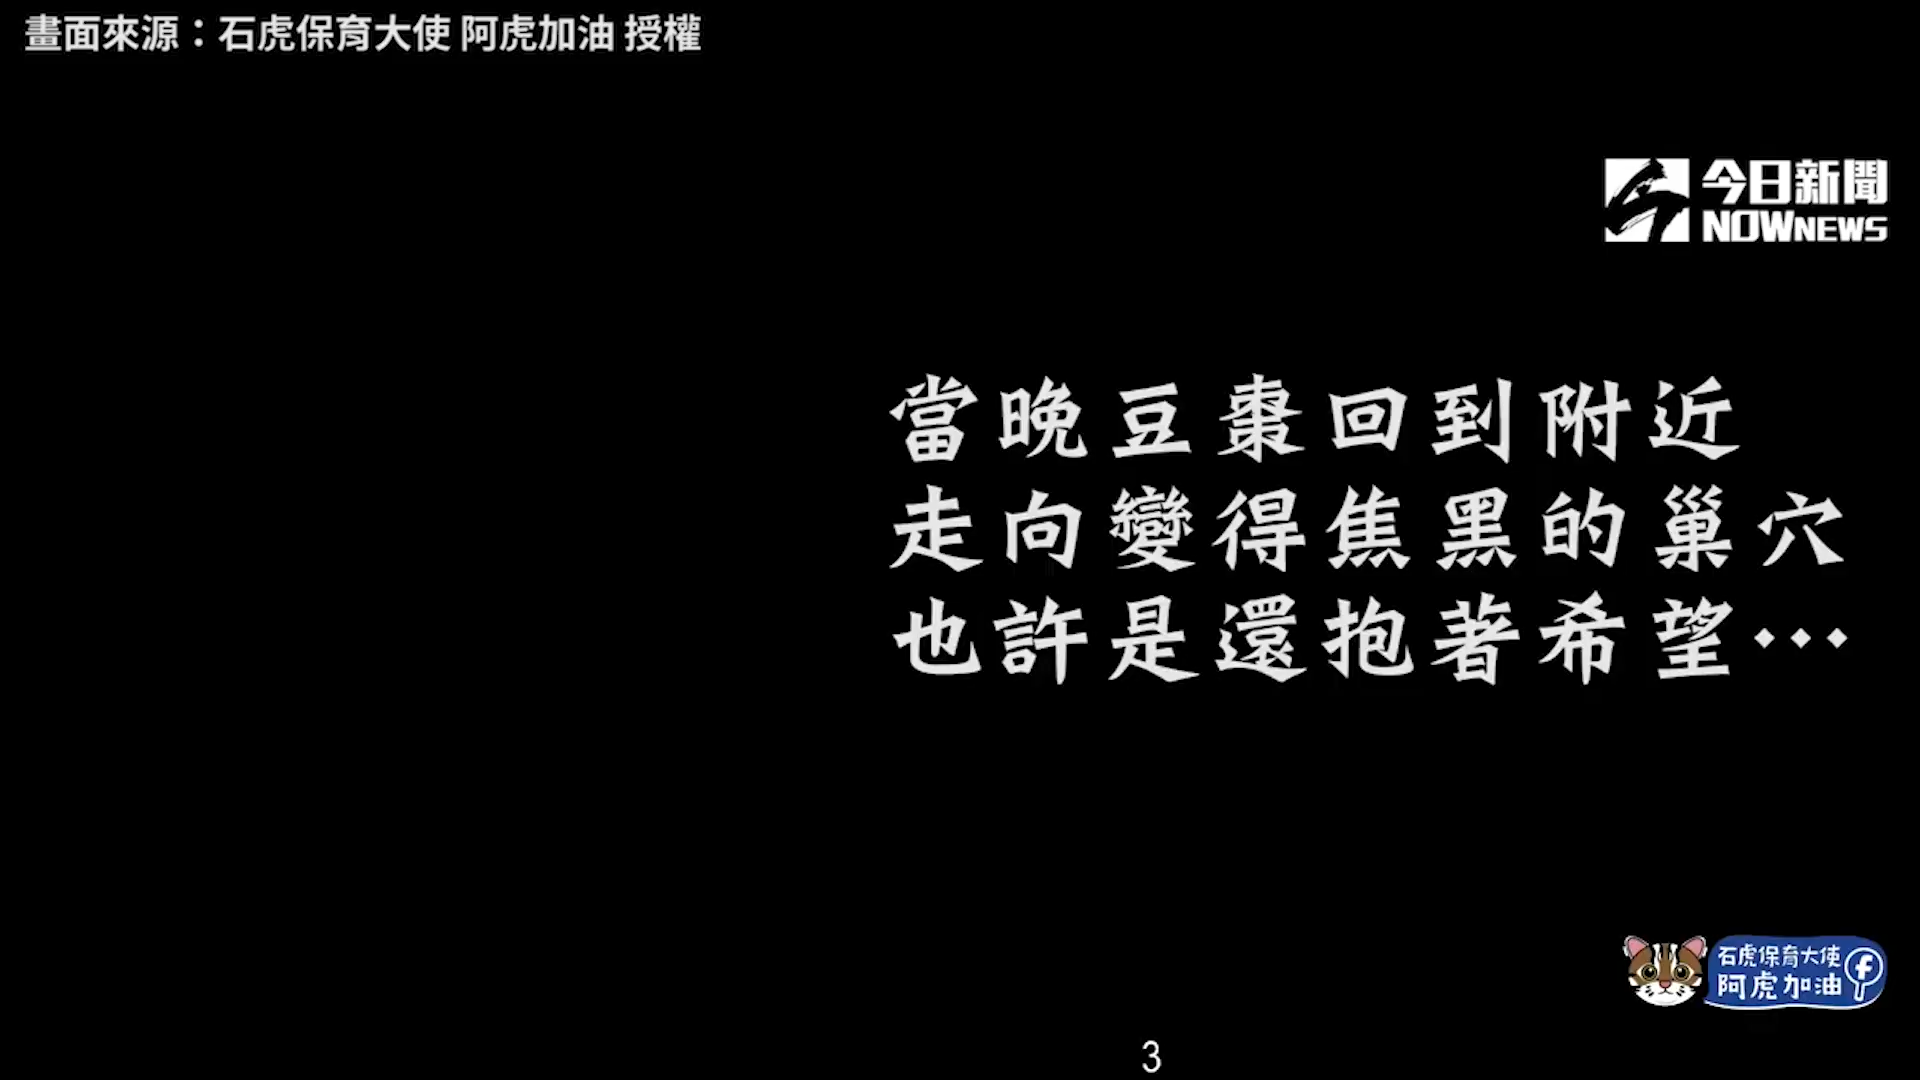 畫面來源：石虎保育大使 阿虎加油 授權
今日新聞
NOWNEWS
當晚豆棗回到附近
走向變得焦黑的巢穴
也許是還抱著希望…
石虎保育大使
阿虎加油
3